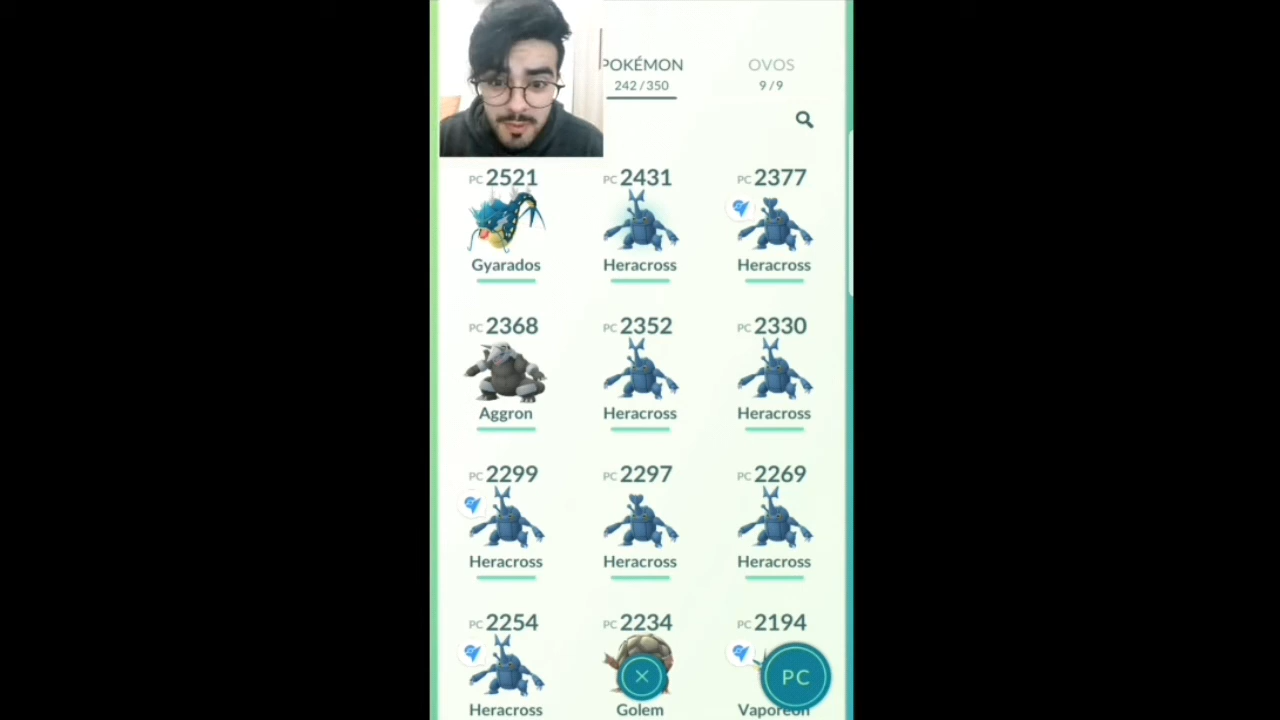 POKÉMON OVOS
242 / 350 9 / 9
PC 2521 PC 2431 PC 2377
Gyarados Heracross Heracross
PC 2368 PC 2352 PC 2330
Aggron Heracross Heracross
PC 2299 PC 2297 PC 2269
Heracross Heracross Heracross
PC 2254 PC 2234 PC 2194
PC
Heracross Golem Vaporeon